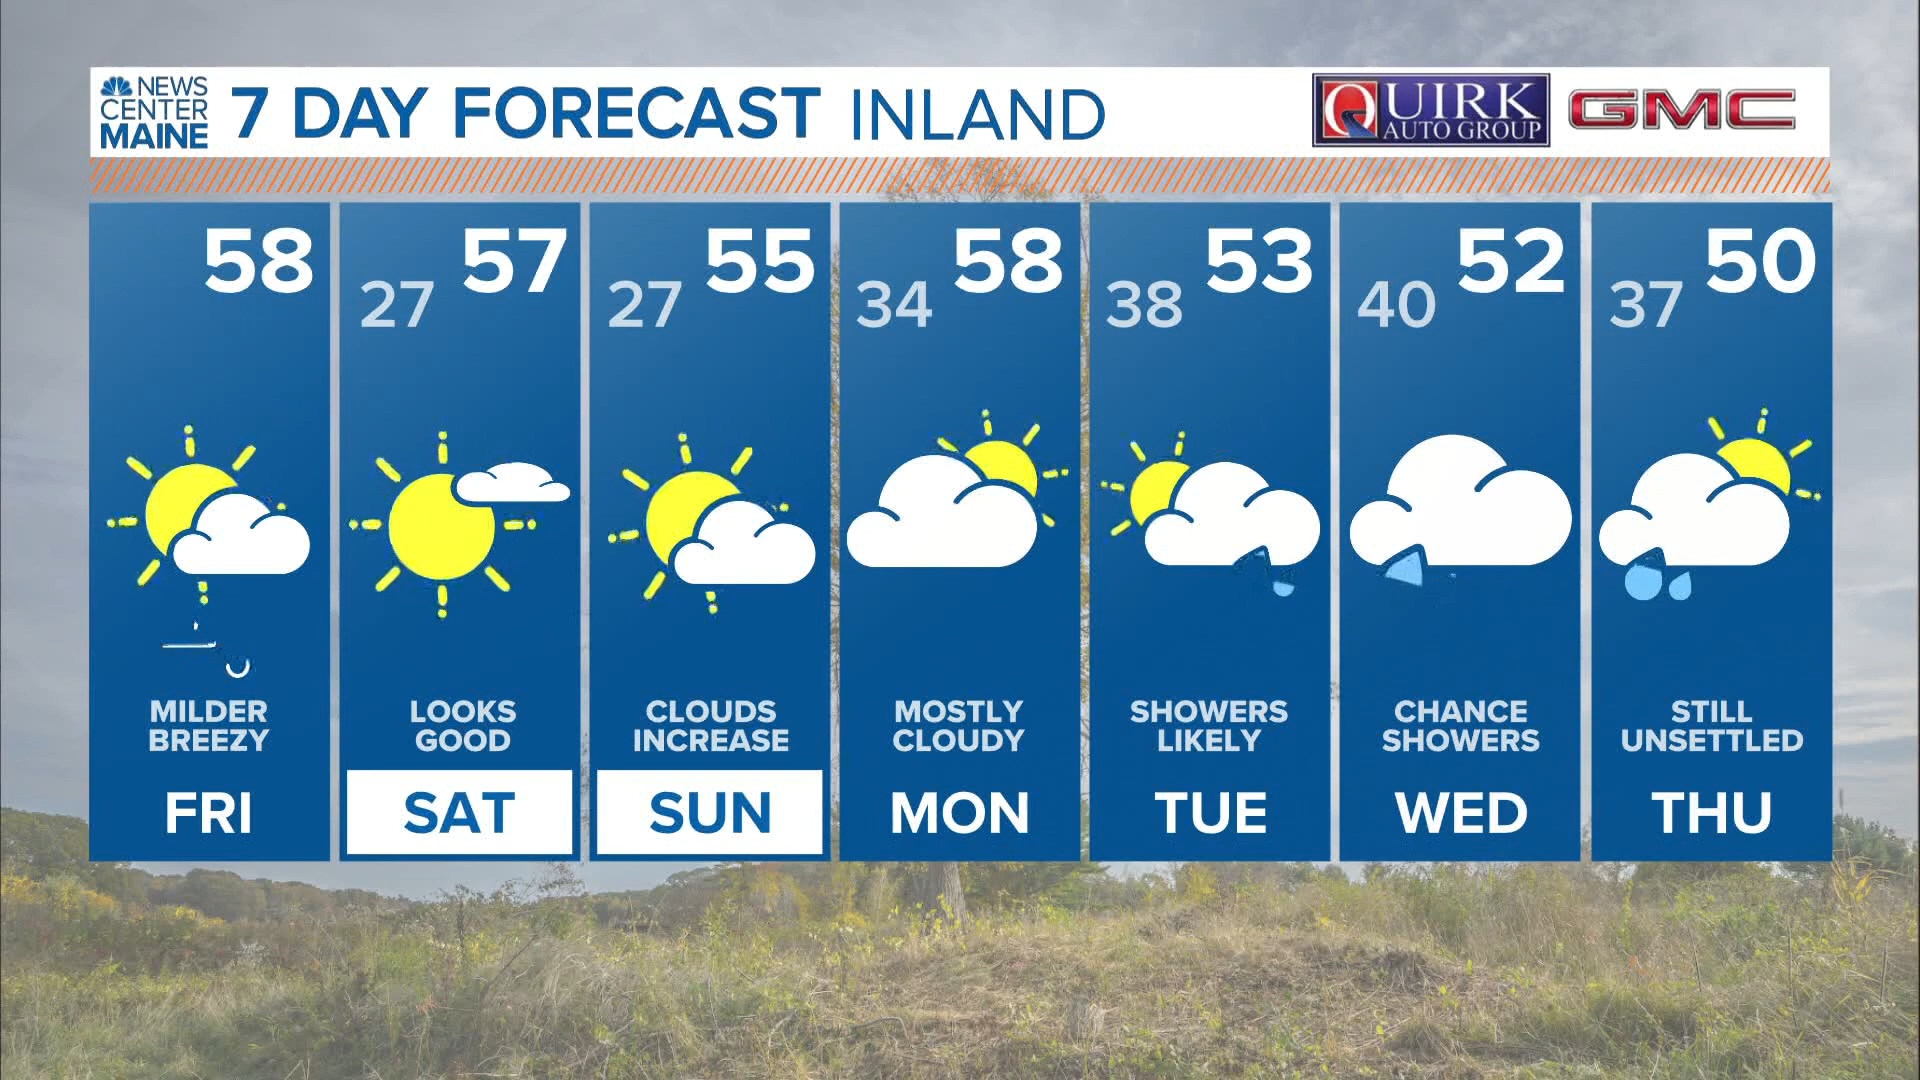 NEWS
CENTER
MAINE
7 DAY FORECAST INLAND
QUIRK
AUTO GROUP
GMC
58
27 57
27 55
34 58
38 53
40 52
37 50
MILDER
BREEZY
LOOKS
GOOD
CLOUDS
INCREASE
MOSTLY
CLOUDY
SHOWERS
LIKELY
CHANCE
SHOWERS
STILL
UNSETTLED
FRI
SAT
SUN
MON
TUE
WED
THU